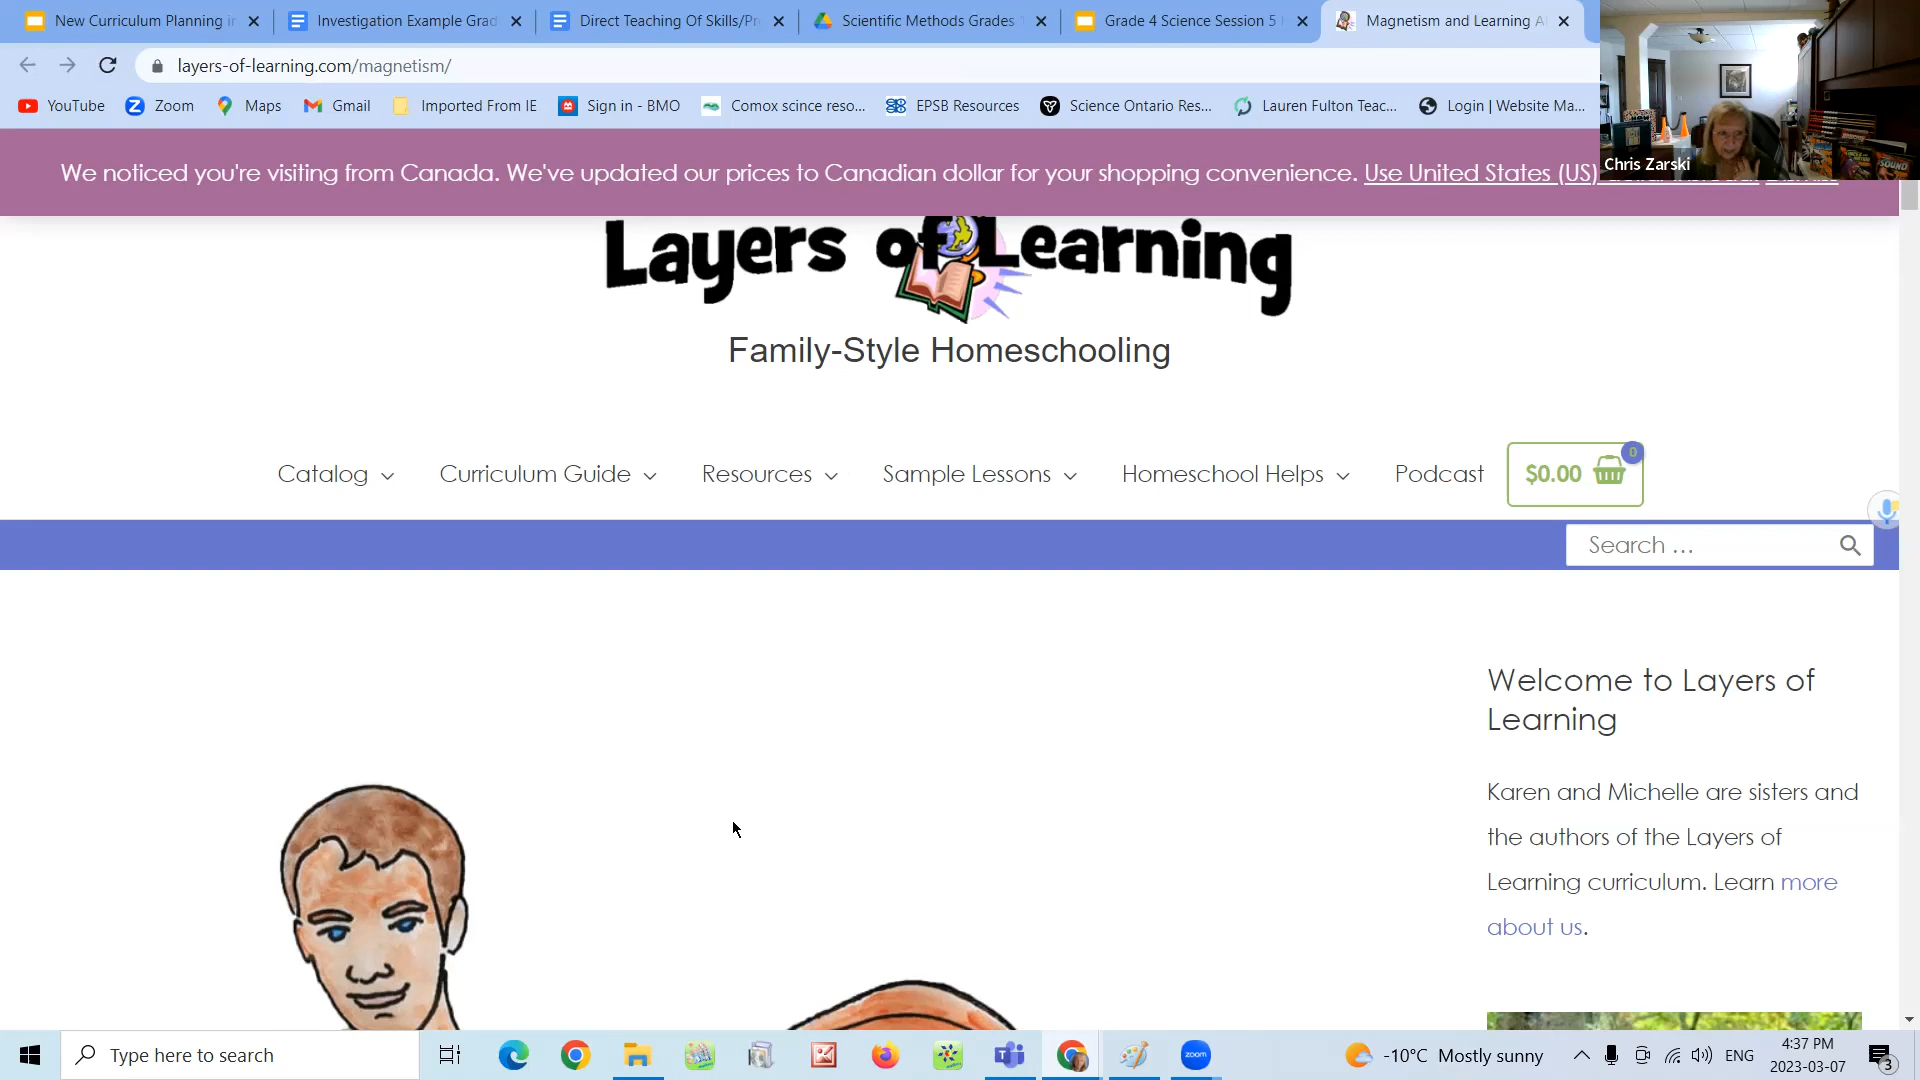 New Curriculum Planning in
Investigation Example Grad
Direct Teaching Of Skills/Pr
Scientific Methods Grades
Grade 4 Science Session 5
Magnetism and Learning A
layers-of-learning.com/magnetism/
YouTube
Zoom
Maps
Gmail
Imported From IE
Sign in - BMO
Comox scince reso...
EPSB Resources
Science Ontario Res...
Lauren Fulton Teac...
Login | Website Ma...
Chris Zarski
We noticed you're visiting from Canada. We've updated our prices to Canadian dollar for your shopping convenience. Use United States (US)
Layers of Learning
Family-Style Homeschooling
Catalog
Curriculum Guide
Resources
Sample Lessons
Homeschool Helps
Podcast
$0.00
0
Search ...
Welcome to Layers of
Learning
Karen and Michelle are sisters and
the authors of the Layers of
Learning curriculum. Learn more
about us.
Type here to search
zoom
-10°C Mostly sunny
ENG
4:37 PM
2023-03-07
3